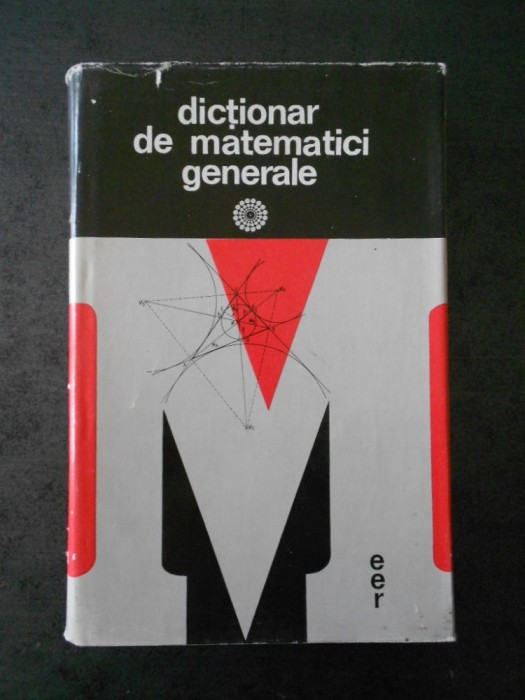 dicționar
de matematici
generale
e
e
r